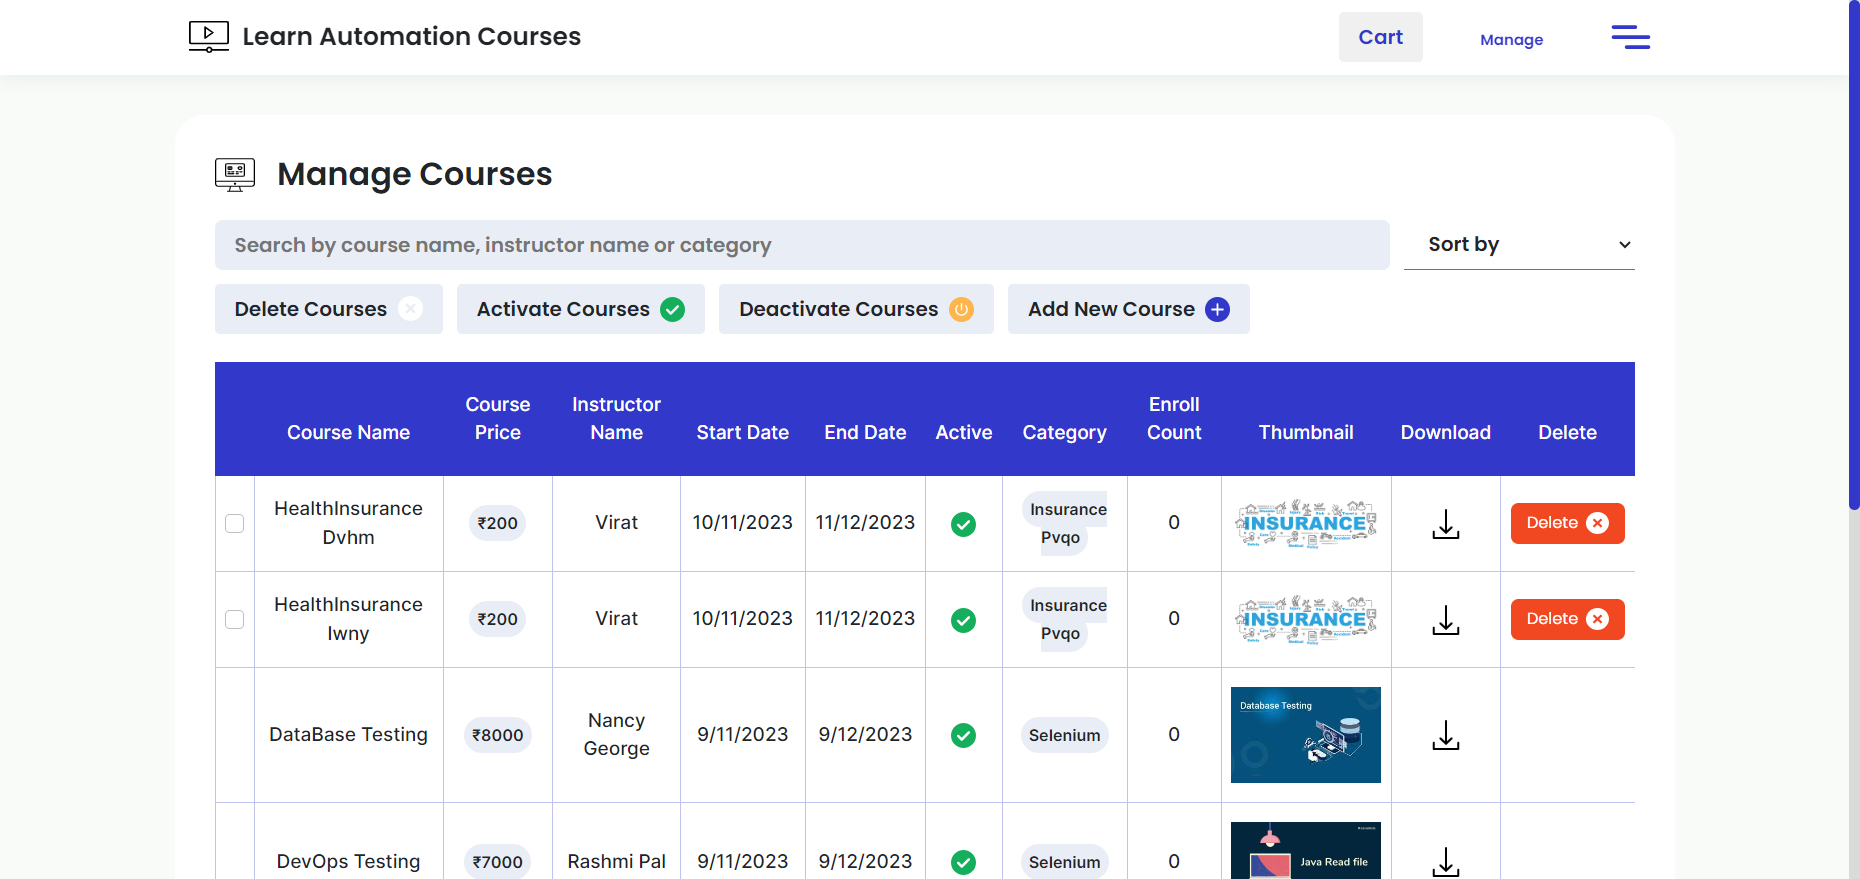 Learn Automation Courses
Cart
Manage
Manage Courses
Search by course name, instructor name or category
Sort by
Delete Courses
Activate Courses
Deactivate Courses
Add New Course
Course Name
Course
Price
Instructor
Name
Start Date
End Date
Active
Category
Enroll
Count
Thumbnail
Download
Delete
HealthInsurance
Dvhm
₹200
Virat
10/11/2023
11/12/2023
Insurance
Pvqo
0
INSURANCE
Delete
HealthInsurance
Iwny
₹200
Virat
10/11/2023
11/12/2023
Insurance
Pvqo
0
INSURANCE
Delete
DataBase Testing
₹8000
Nancy
George
9/11/2023
9/12/2023
Selenium
0
Database Testing
DevOps Testing
₹7000
Rashmi Pal
9/11/2023
9/12/2023
Selenium
0
Java Read file